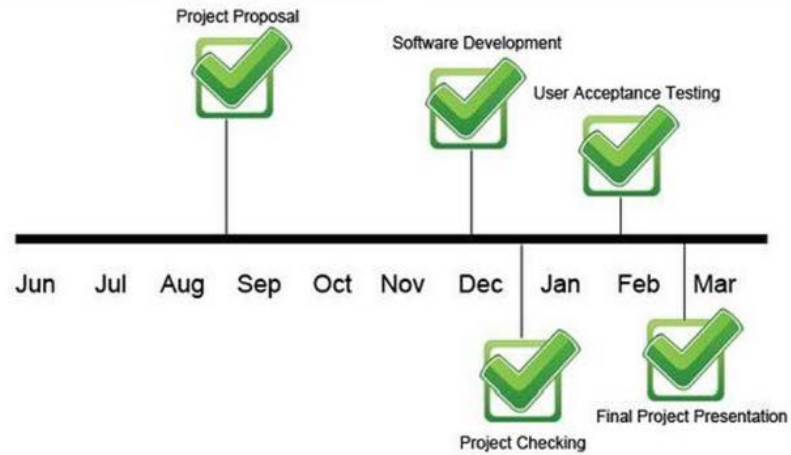 Project Proposal
Software Development
User Acceptance Testing
Jun Jul Aug Sep Oct Nov Dec Jan Feb Mar
Final Project Presentation
Project Checking